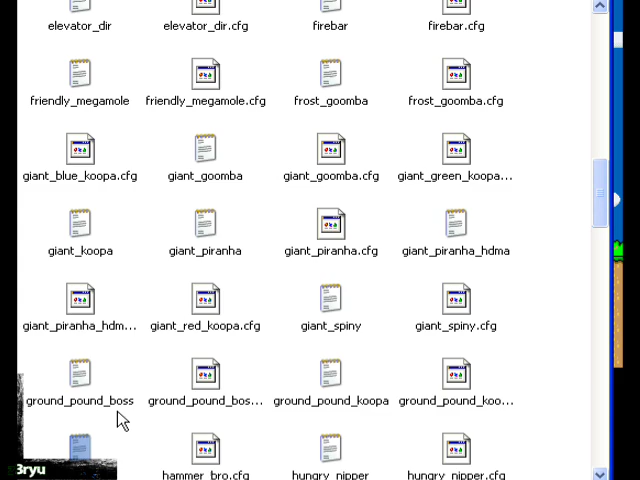 elevator_dir elevator_dir.cfg firebar firebar.cfg
friendly_megamole friendly_megamole.cfg frost_goomba frost_goomba.cfg
giant_blue_koopa.cfg giant_goomba giant_goomba.cfg giant_green_koopa...
giant_koopa giant_piranha giant_piranha.cfg giant_piranha_hdma
giant_piranha_hdm... giant_red_koopa.cfg giant_spiny giant_spiny.cfg
ground_pound_boss ground_pound_bos... ground_pound_koopa ground_pound_koo...
hammer_bro.cfg hungry_nipper hungry_nipper.cfg